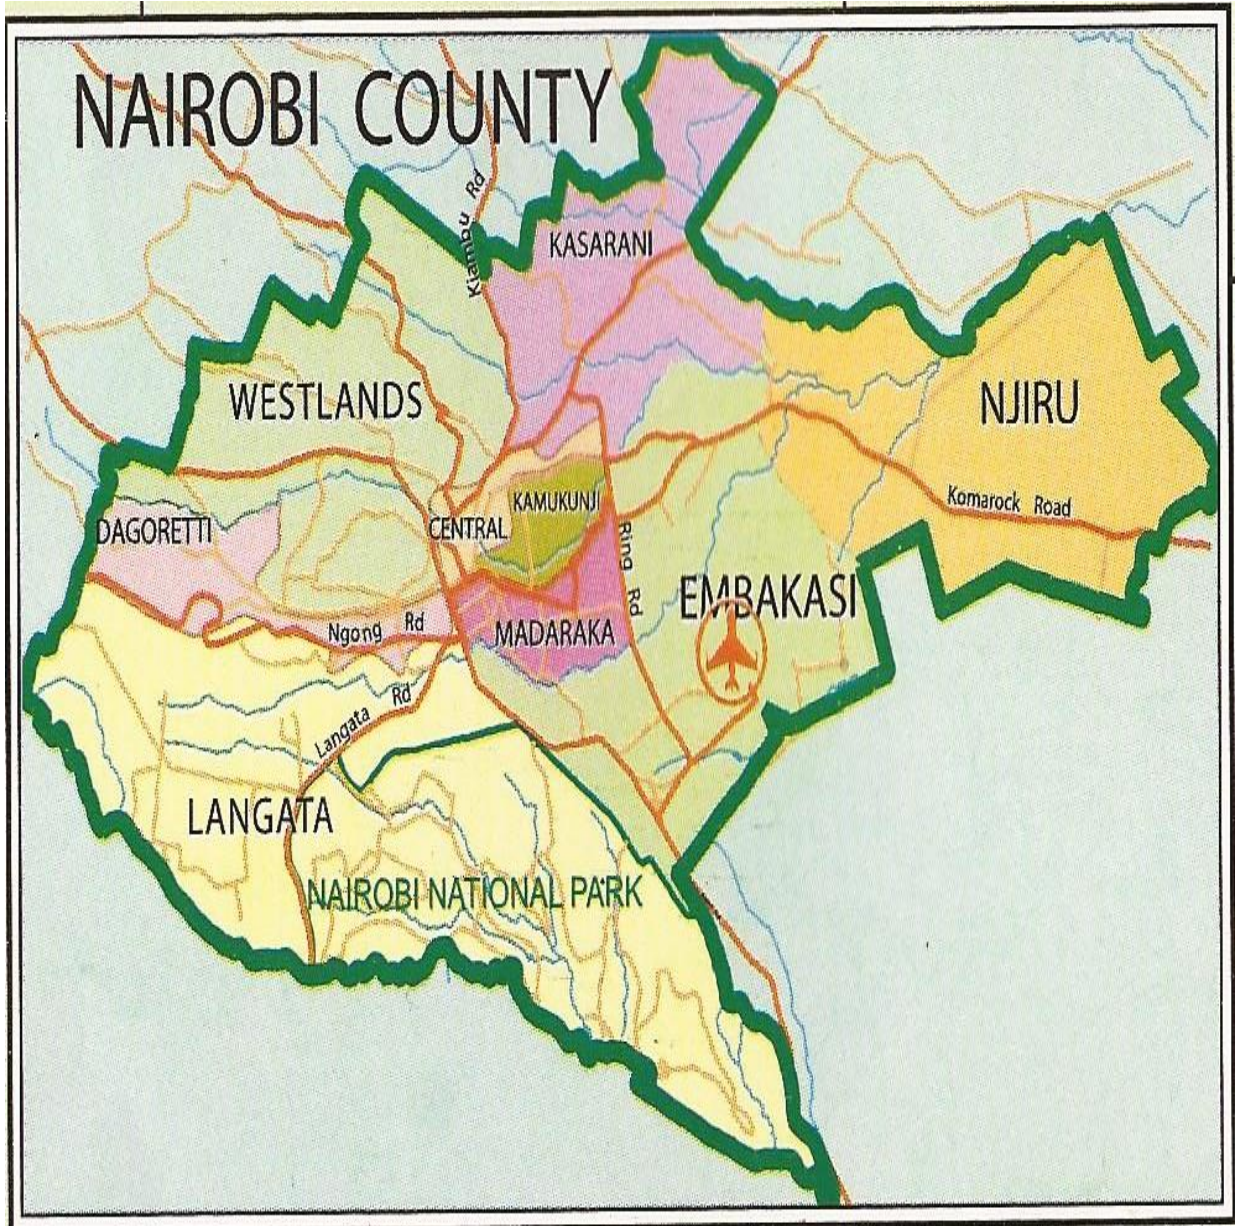 NAIROBI COUNTY
Kiambu Rd
KASARANI
WESTLANDS
NJIRU
KAMUKUNJI
Komarock Road
DAGORETTI
CENTRAL
Ring Rd
EMBAKASI
Ngong Rd
MADARAKA
Langata Rd
LANGATA
NAIROBI NATIONAL PARK